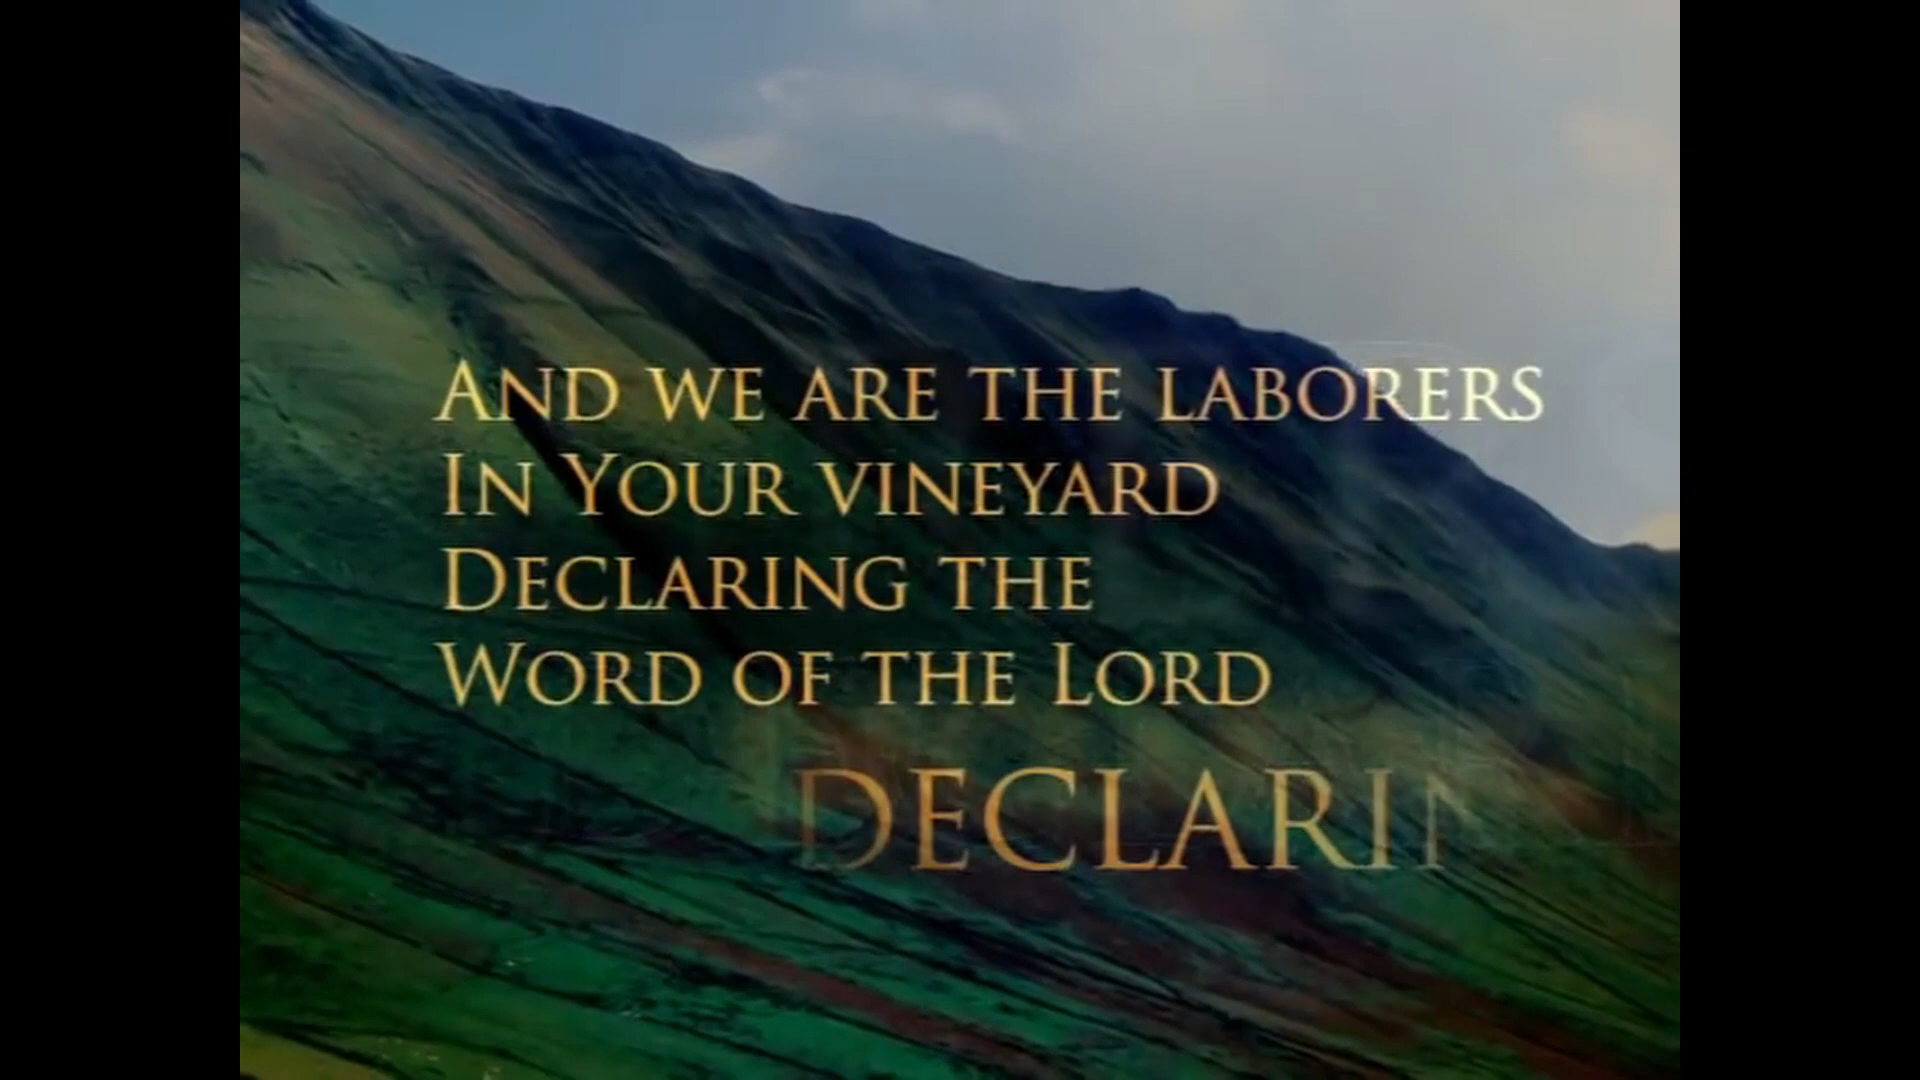 And we are the laborers
In Your vineyard
Declaring the
Word of the Lord
DECLARIN